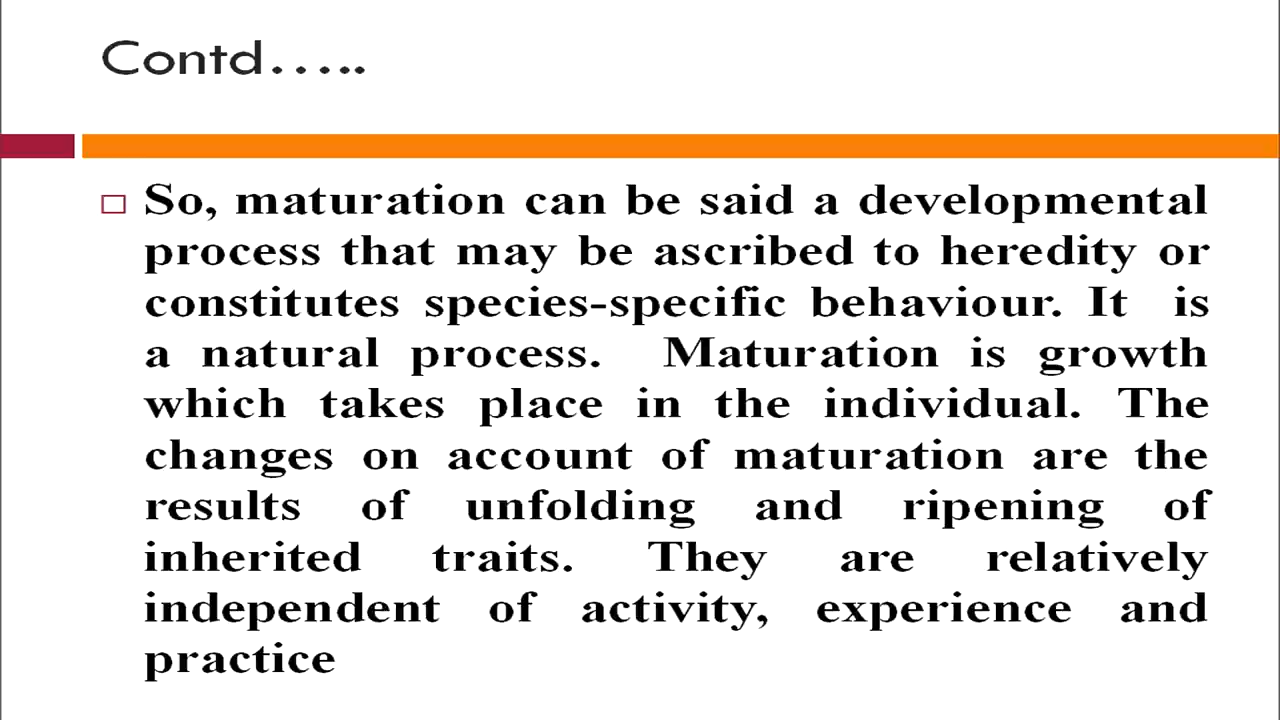 Contd…..
So, maturation can be said a developmental
process that may be ascribed to heredity or
constitutes species-specific behaviour. It is
a natural process. Maturation is growth
which takes place in the individual. The
changes on account of maturation are the
results of unfolding and ripening of
inherited traits. They are relatively
independent of activity, experience and
practice